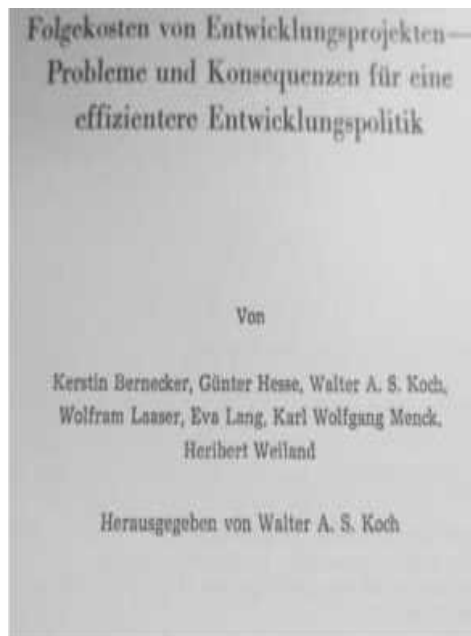 Folgekosten von Entwicklungsprojekten—
Probleme und Konsequenzen für eine
effizientere Entwicklungspolitik
Von
Kerstin Bernecker, Günter Hesse, Walter A. S. Koch,
Wolfram Laaser, Eva Lang, Karl Wolfgang Menck,
Heribert Weiland
Herausgegeben von Walter A. S. Koch